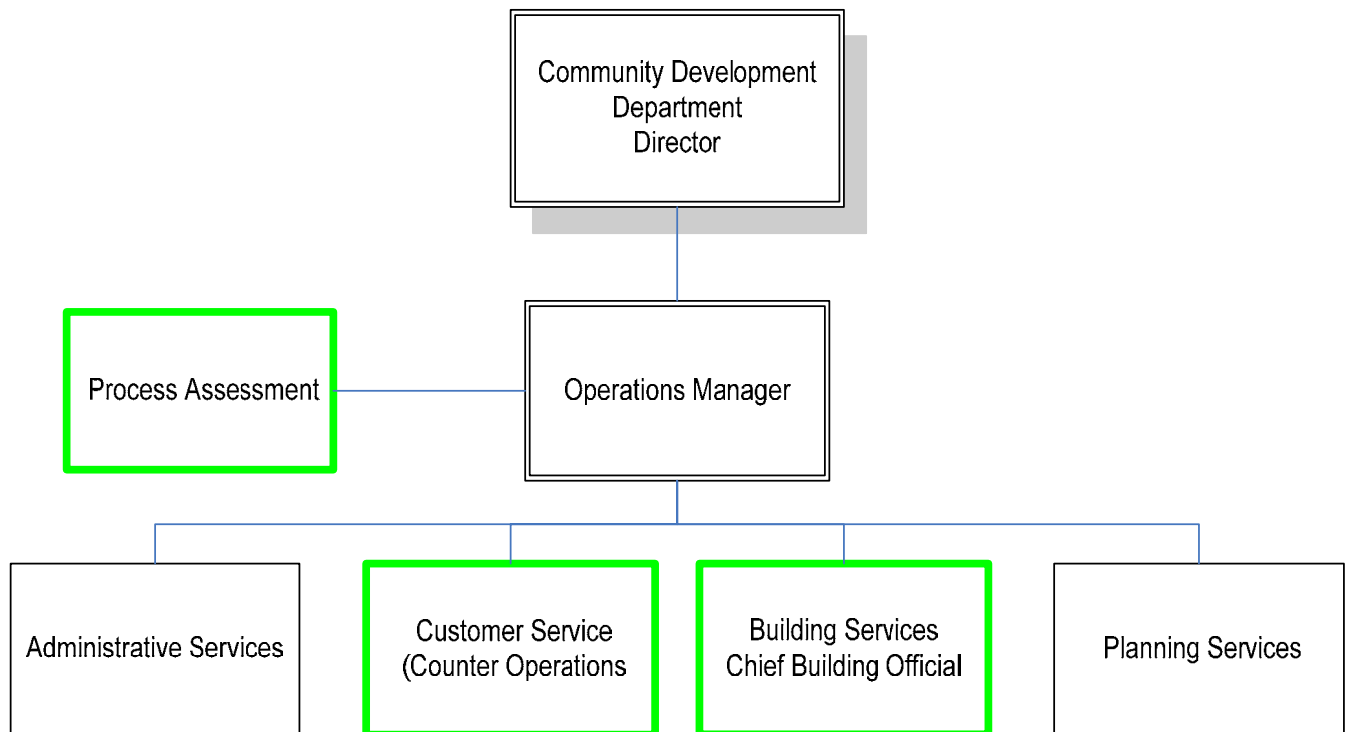 Community Development
Department
Director
Process Assessment
Operations Manager
Administrative Services
Customer Service
(Counter Operations
Building Services
Chief Building Official
Planning Services